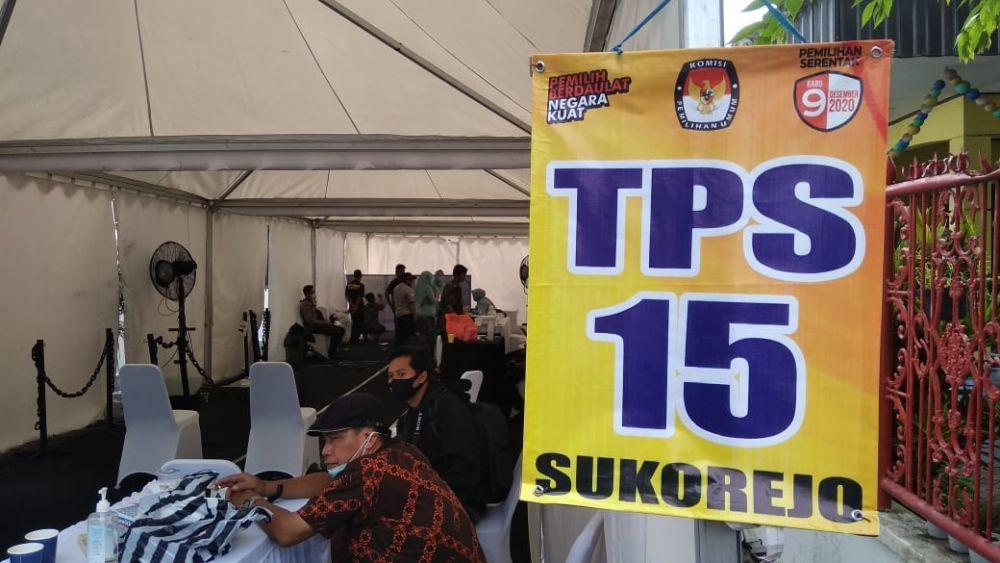 PEMILIH
BERDAULAT
NEGARA
KUAT
KOMISI
PEMILIHAN UMUM
PEMILIHAN
SERENTAK
RABU
9
DESEMBER
2020
TPS
15
SUKOREJO